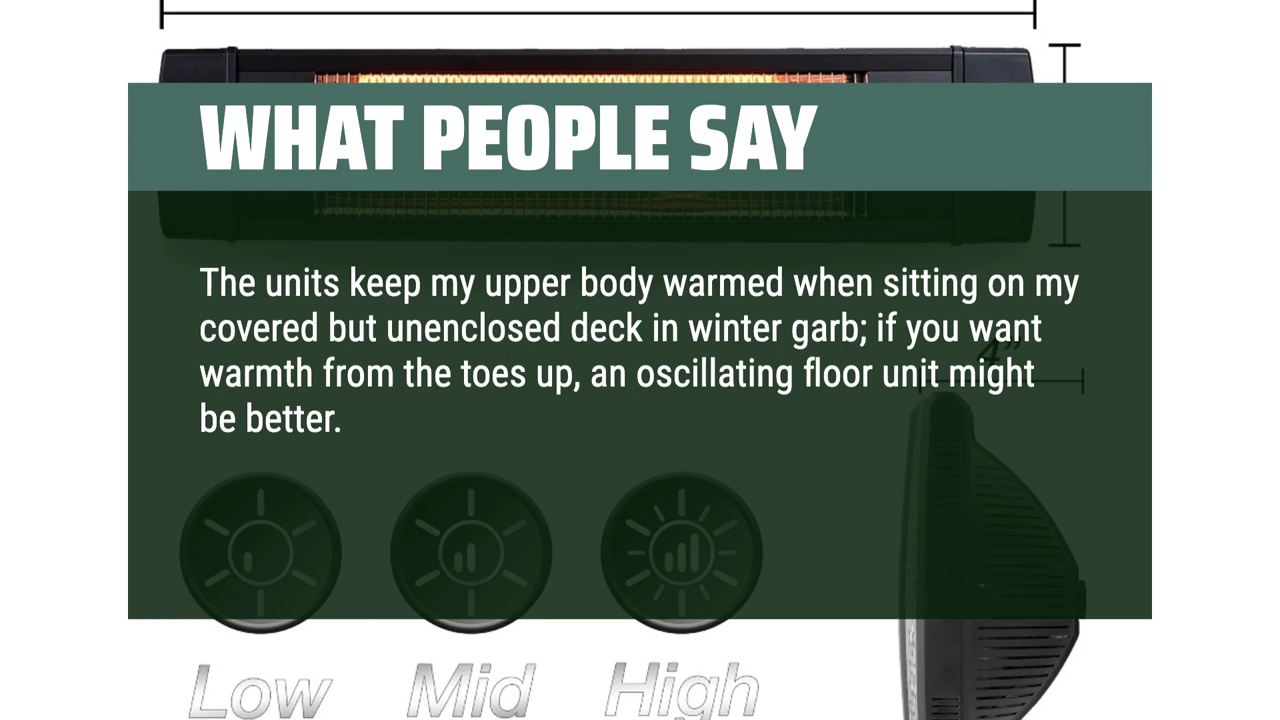 WHAT PEOPLE SAY
The units keep my upper body warmed when sitting on my
covered but unenclosed deck in winter garb; if you want
4”
warmth from the toes up, an oscillating floor unit might
be better.
Low Mid High